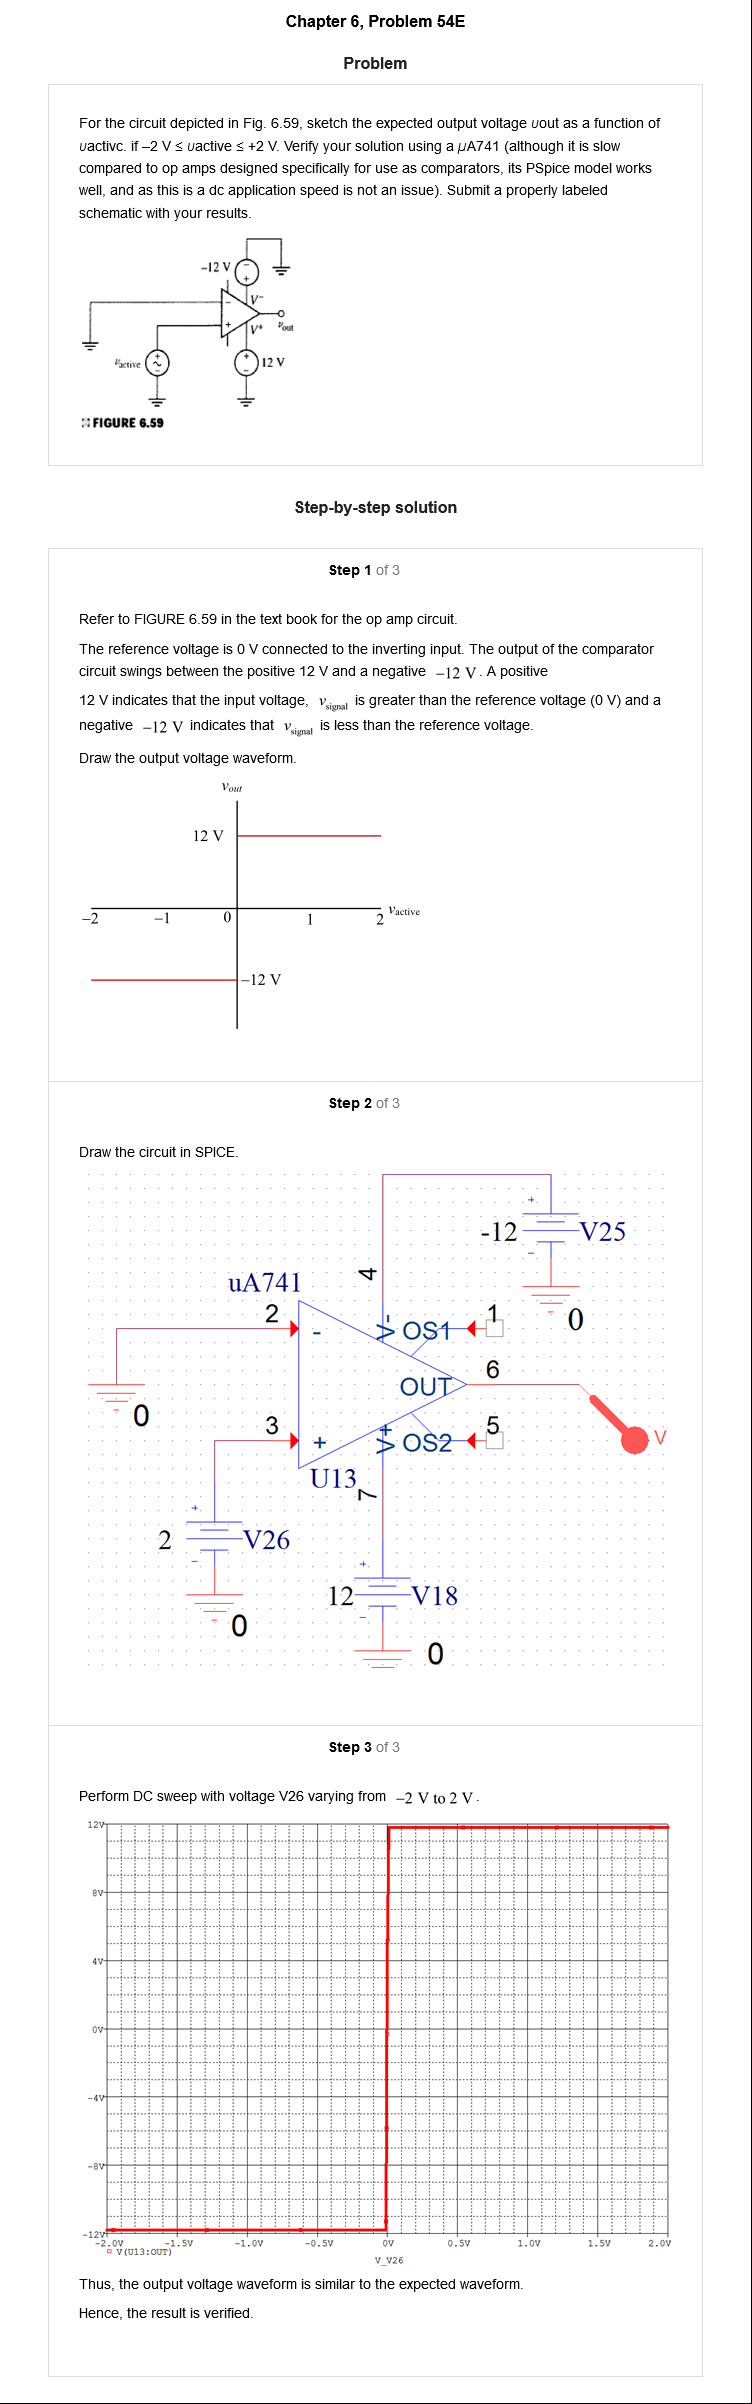 Chapter 6, Problem 54E
Problem
For the circuit depicted in Fig. 6.59, sketch the expected output voltage υout as a function of
υactivc. if –2 V ≤ υactive ≤ +2 V. Verify your solution using a μA741 (although it is slow
compared to op amps designed specifically for use as comparators, its PSpice model works
well, and as this is a dc application speed is not an issue). Submit a properly labeled
schematic with your results.
−12 V
−
+
V−
−
+
V+
vout
vactive
+
~
−
+
−
12 V
FIGURE 6.59
Step-by-step solution
Step 1 of 3
Refer to FIGURE 6.59 in the text book for the op amp circuit.
The reference voltage is 0 V connected to the inverting input. The output of the comparator
circuit swings between the positive 12 V and a negative −12 V . A positive
12 V indicates that the input voltage, vsignal is greater than the reference voltage (0 V) and a
negative −12 V indicates that vsignal is less than the reference voltage.
Draw the output voltage waveform.
vout
12 V
−2 −1 0 1 2 vactive
−12 V
Step 2 of 3
Draw the circuit in SPICE.
+
-12 V25
-
0
uA741
4
2
-
V-
OS1
1
0
OUT
6
V
3
+
V+
OS2
5
U13
7
+
2 V26
-
0
+
12 V18
-
0
Step 3 of 3
Perform DC sweep with voltage V26 varying from −2 V to 2 V .
12V
8V
4V
0V
-4V
-8V
-12V
-2.0V -1.5V -1.0V -0.5V 0V 0.5V 1.0V 1.5V 2.0V
V(U13:OUT)
V_V26
Thus, the output voltage waveform is similar to the expected waveform.
Hence, the result is verified.